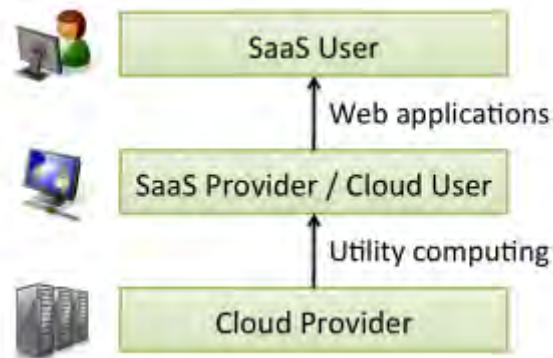 SaaS User
Web applications
SaaS Provider / Cloud User
Utility computing
Cloud Provider